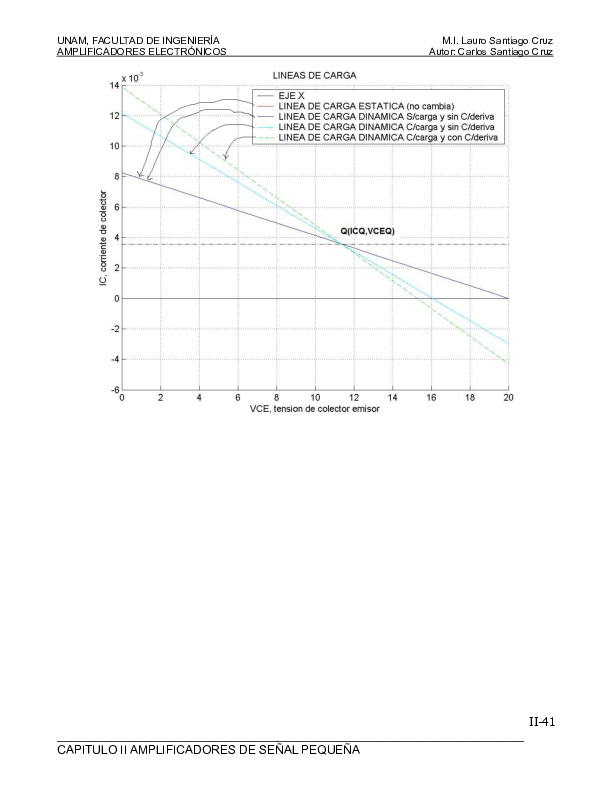 UNAM, FACULTAD DE INGENIERÍA
M.I. Lauro Santiago Cruz
AMPLIFICADORES ELECTRÓNICOS
Autor: Carlos Santiago Cruz
LINEAS DE CARGA
x 10-3
EJE X
LINEA DE CARGA ESTATICA (no cambia)
LINEA DE CARGA DINAMICA S/carga y sin C/deriva
LINEA DE CARGA DINAMICA C/carga y sin C/deriva
LINEA DE CARGA DINAMICA C/carga y con C/deriva
14
12
10
8
6
4
2
0
-2
-4
-6
IC, corriente de colector
Q(ICQ,VCEQ)
0 2 4 6 8 10 12 14 16 18 20
VCE, tension de colector emisor
II-41
CAPITULO II AMPLIFICADORES DE SEÑAL PEQUEÑA